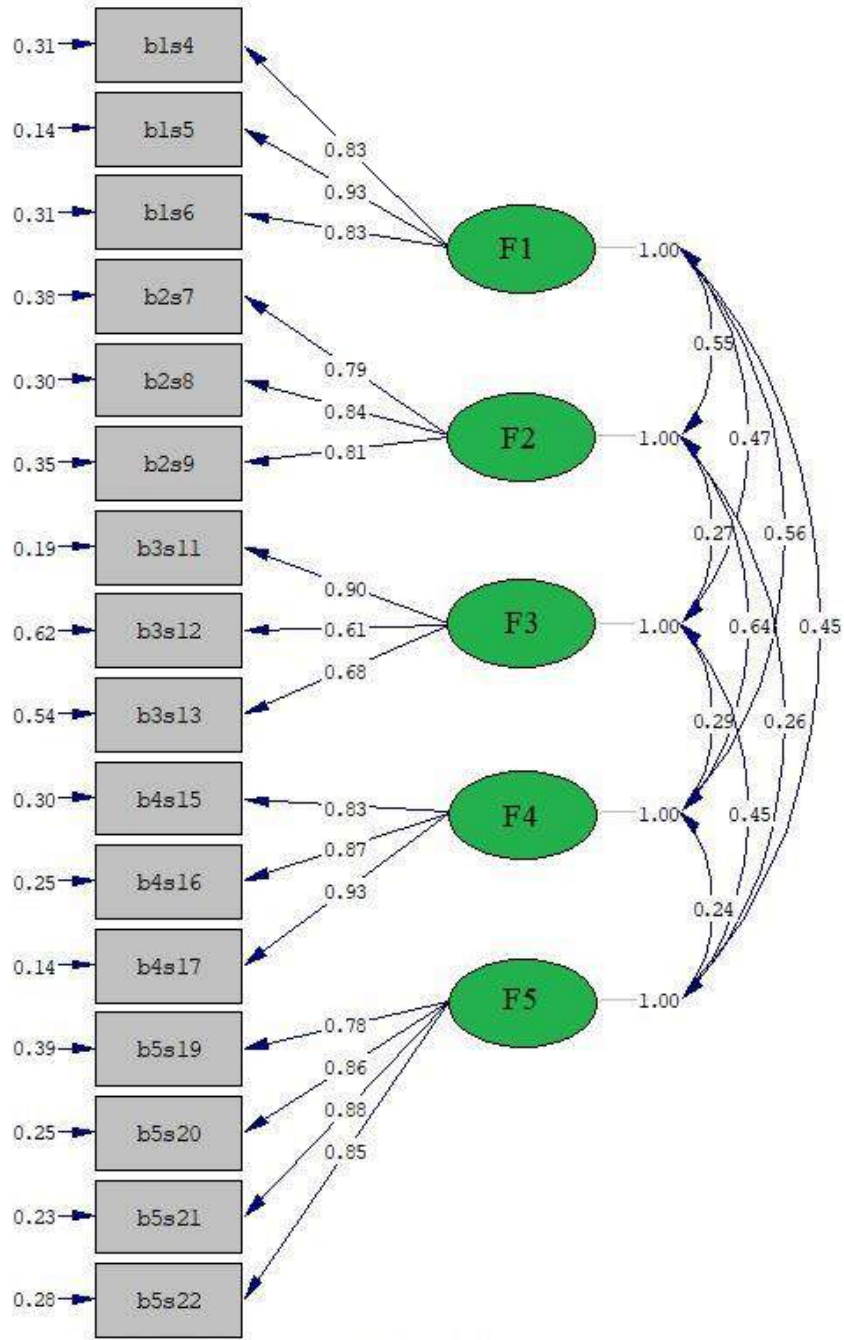 0.31 b1s4
0.14 b1s5
0.83
0.93
0.31 b1s6 0.83
F1 1.00
0.38 b2s7
0.55
0.79
0.30 b2s8
0.84
F2 1.00 0.47
0.35 b2s9 0.81
0.19 b3s11 0.27 0.56
0.90
0.62 b3s12 0.61 F3 1.00 0.64 0.45
0.68
0.54 b3s13 0.29 0.26
0.30 b4s15 0.83 F4 1.00 0.45
0.87
0.25 b4s16
0.93
0.24
0.14 b4s17
F5 1.00
0.78
0.39 b5s19
0.86
0.88
0.25 b5s20
0.85
0.23 b5s21
0.28 b5s22